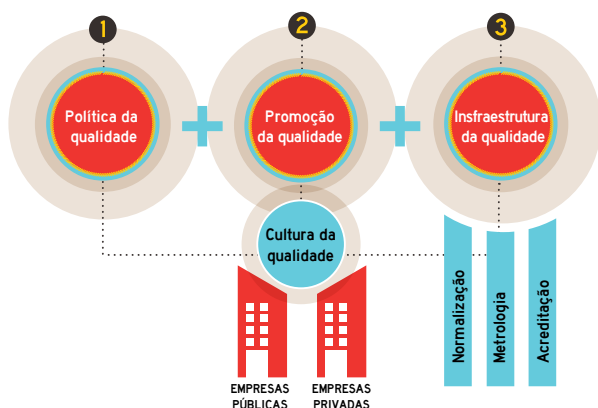 1
2
3
Política da
qualidade
Promoção
da qualidade
Insfraestrutura
da qualidade
Cultura da
qualidade
Normalização
Metrologia
Acreditação
EMPRESAS
PÚBLICAS
EMPRESAS
PRIVADAS